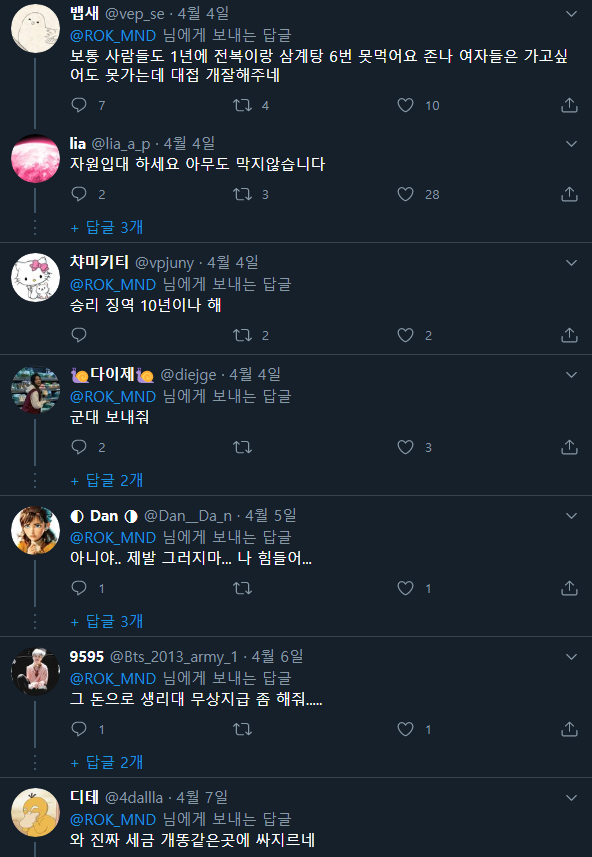 뱁새 @vep_se · 4월 4일
@ROK_MND 님에게 보내는 답글
보통 사람들도 1년에 전복이랑 삼계탕 6번 못먹어요 존나 여자들은 가고싶
어도 못가는데 대접 개잘해주네
7 4 10
lia @lia_a_p · 4월 4일
자원입대 하세요 아무도 막지않습니다
2 3 28
+ 답글 3개
챠미키티 @vpjuny · 4월 4일
@ROK_MND 님에게 보내는 답글
승리 징역 10년이나 해
2 2
🐌다이제🐌 @diejge · 4월 4일
@ROK_MND 님에게 보내는 답글
군대 보내줘
2 3
+ 답글 2개
◐ Dan ◑ @Dan__Da_n · 4월 5일
@ROK_MND 님에게 보내는 답글
아니야.. 제발 그러지마... 나 힘들어...
1 1
+ 답글 3개
9595 @Bts_2013_army_1 · 4월 6일
@ROK_MND 님에게 보내는 답글
그 돈으로 생리대 무상지급 좀 해줘.....
1 1
+ 답글 2개
디테 @4dallla · 4월 7일
@ROK_MND 님에게 보내는 답글
와 진짜 세금 개똥같은곳에 싸지르네